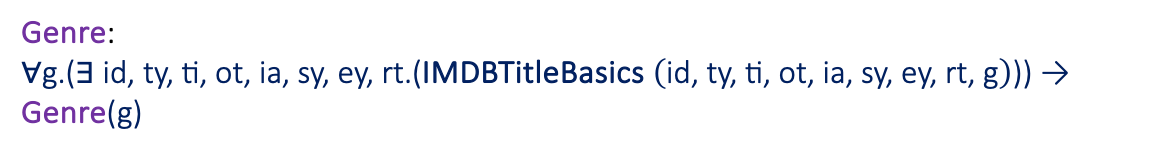 Genre:
∀g.(∃ id, ty, ti, ot, ia, sy, ey, rt.(IMDBTitleBasics (id, ty, ti, ot, ia, sy, ey, rt, g))) →
Genre(g)